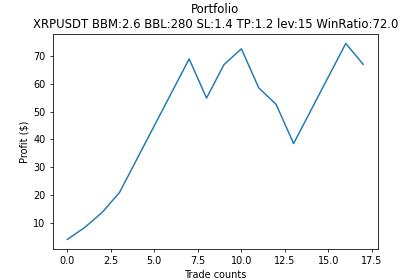 Portfolio
XRPUSDT BBM:2.6 BBL:280 SL:1.4 TP:1.2 lev:15 WinRatio:72.0
70
60
50
40
30
20
10
Profit ($)
0.0 2.5 5.0 7.5 10.0 12.5 15.0 17.5
Trade counts